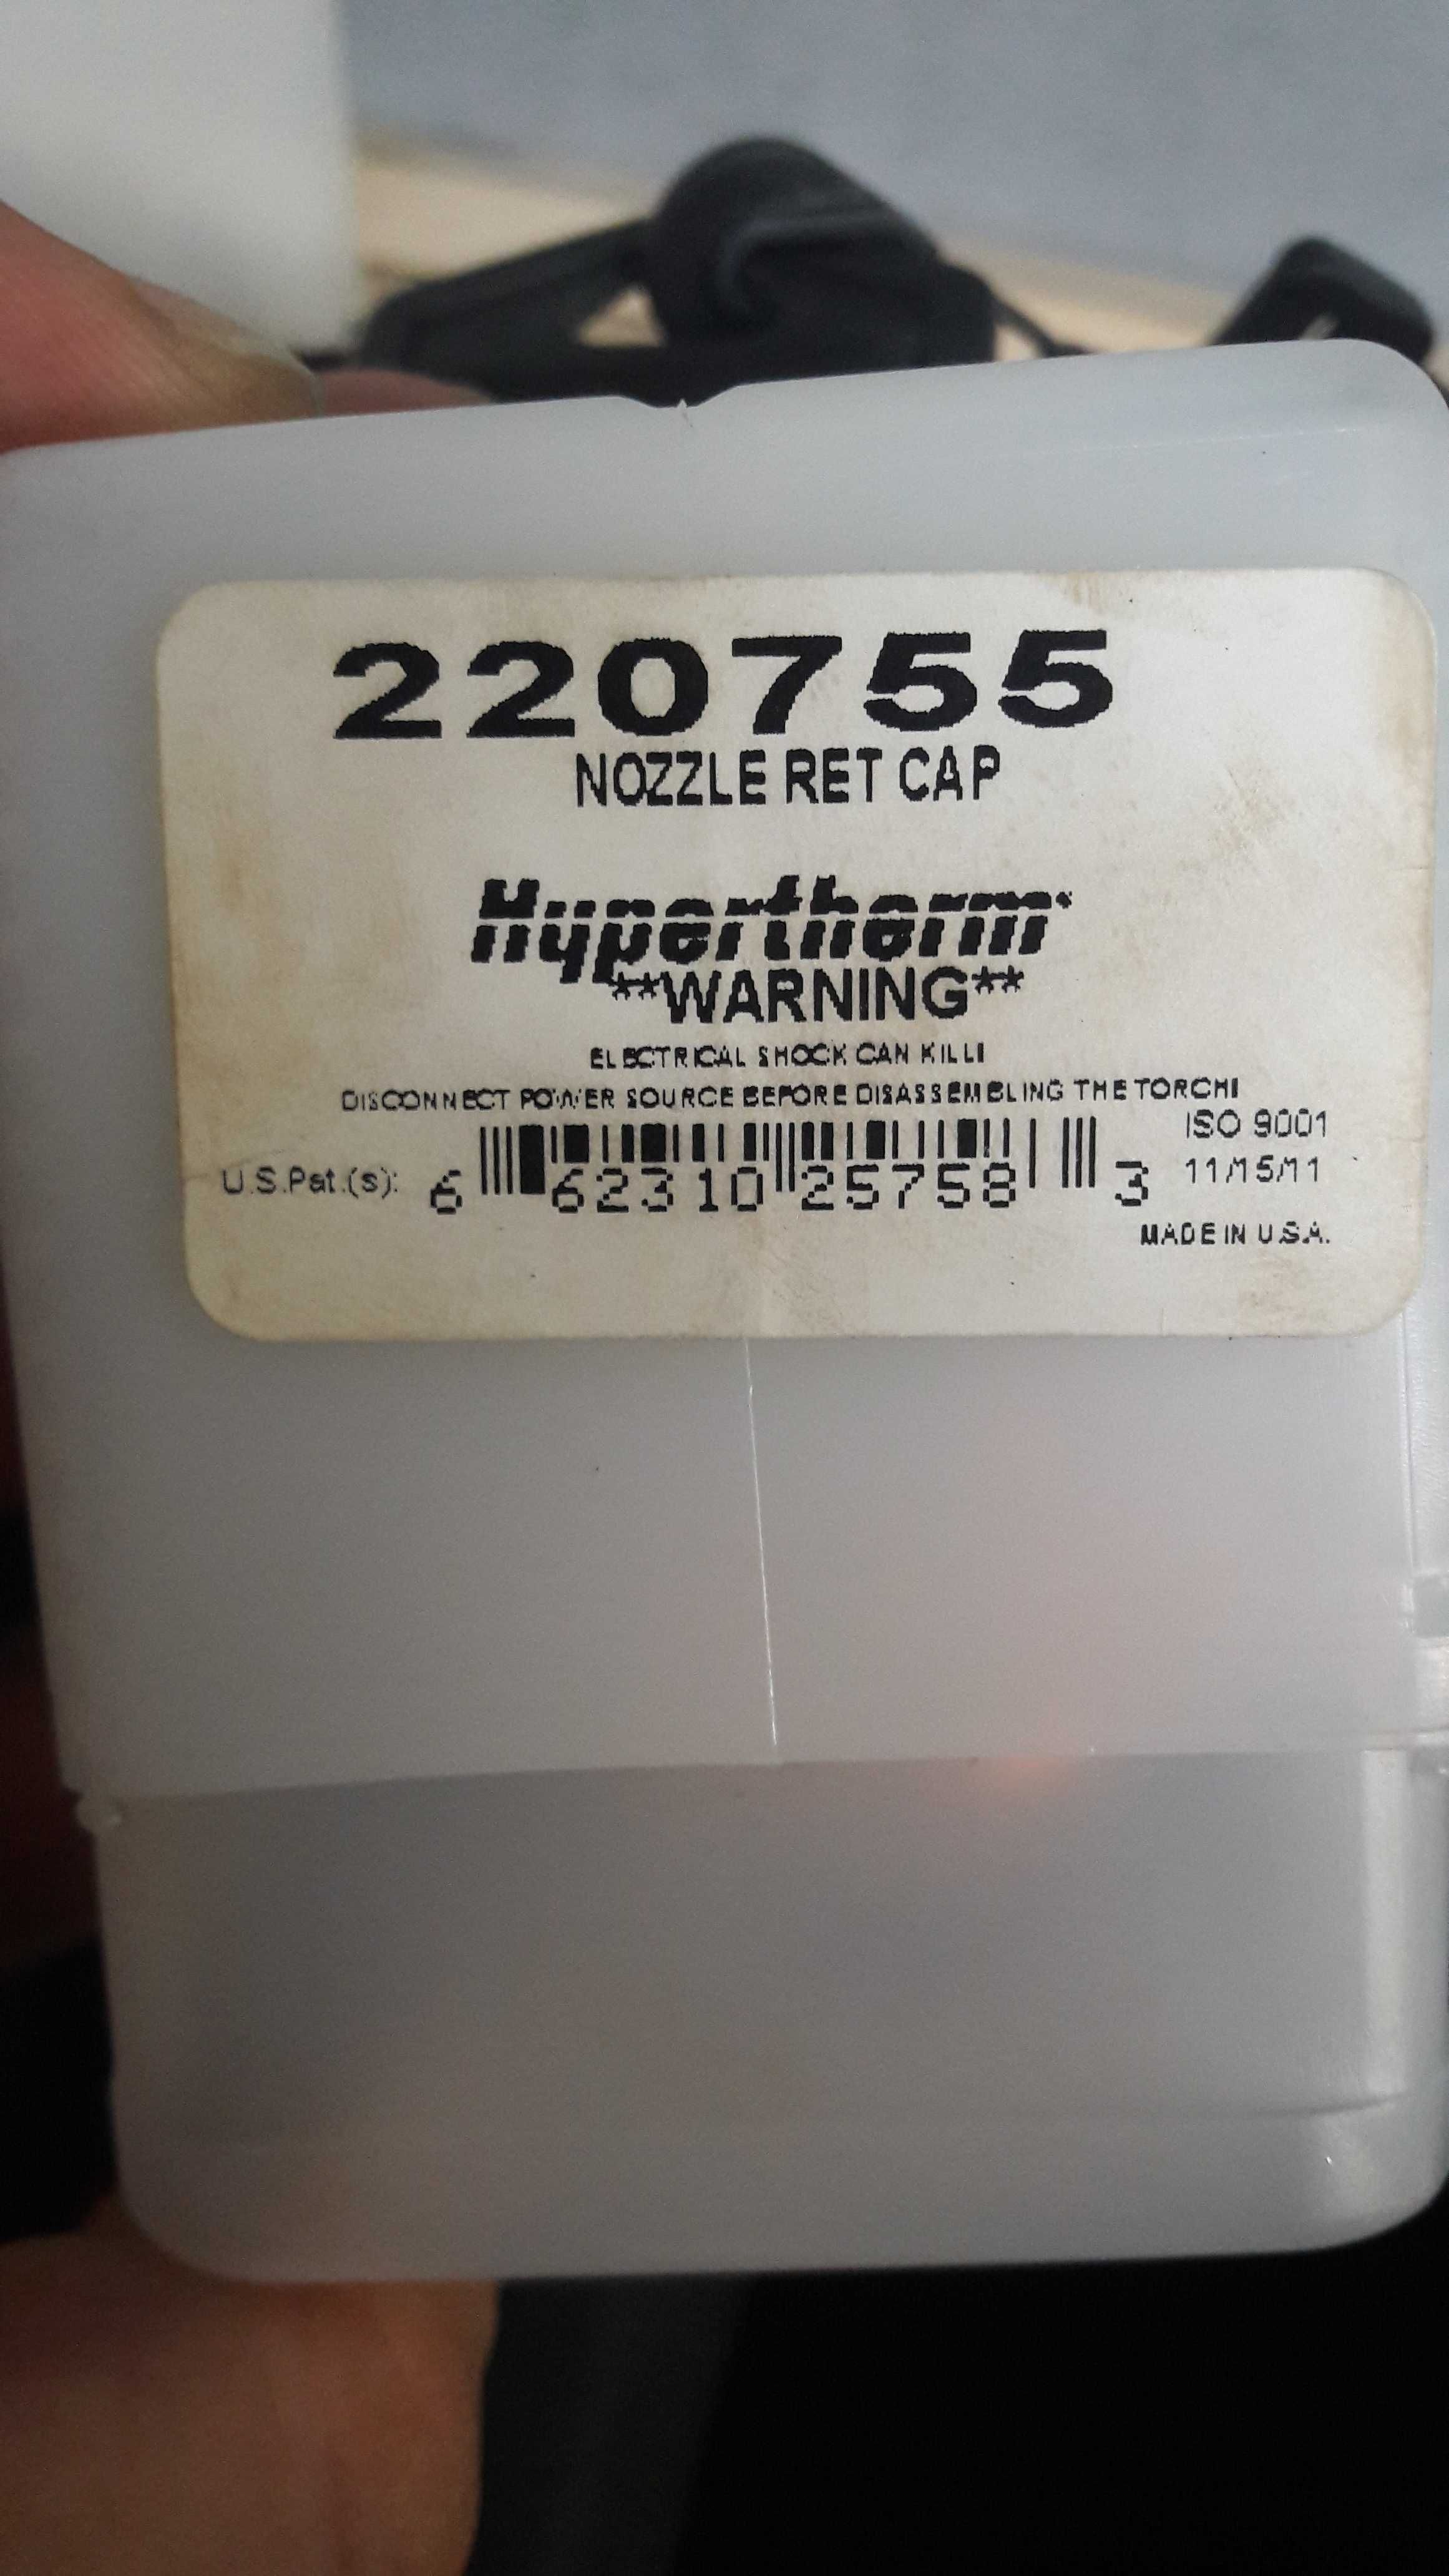 220755
NOZZLE RET CAP
Hypertherm
**WARNING**
ELECTRICAL SHOCK CAN KILL!
DISCONNECT POWER SOURCE BEFORE DISASSEMBLING THE TORCH!
ISO 9001
U.S.Pat.(s): 6 62310 25758 3 11/15/11
MADE IN U.S.A.